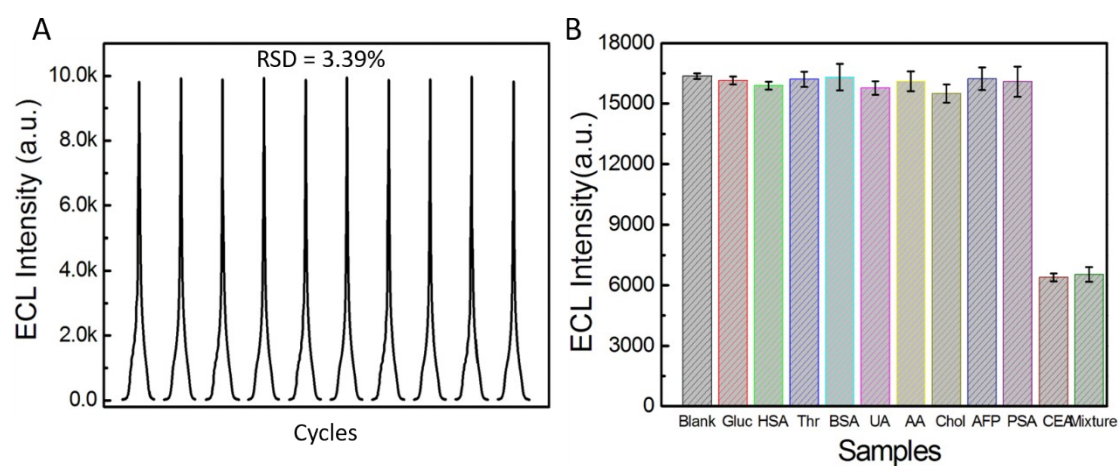 A
RSD = 3.39%
10.0k
8.0k
6.0k
4.0k
2.0k
0.0
ECL Intensity (a.u.)
Cycles
B
18000
15000
12000
9000
6000
3000
0
ECL Intensity(a.u.)
Blank Gluc HSA Thr BSA UA AA Chol AFP PSA CEA Mixture
Samples